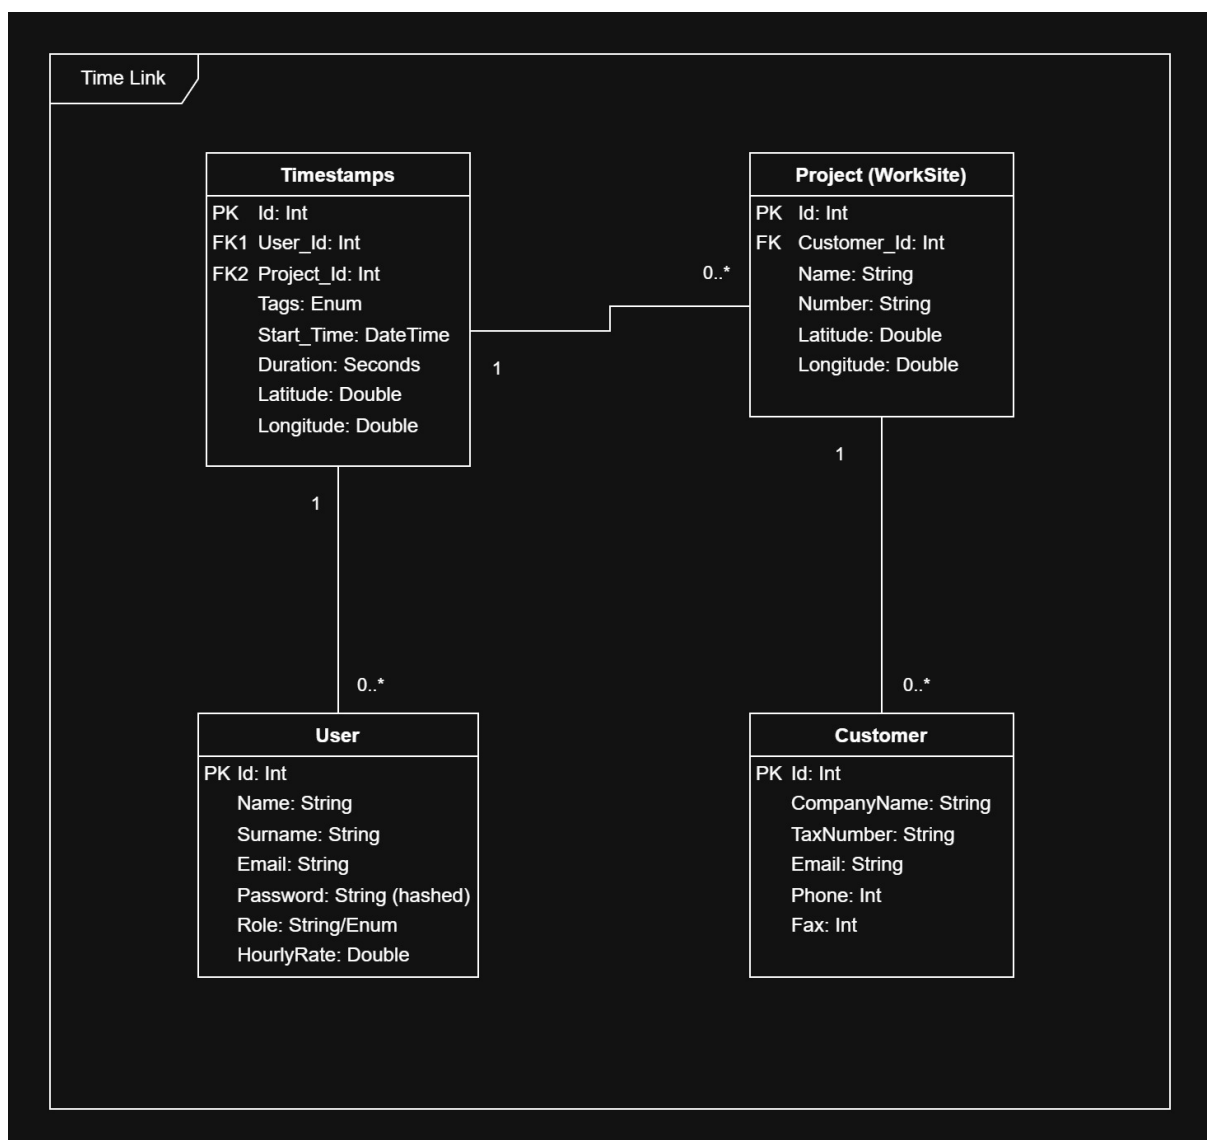 Time Link
Timestamps
PK Id: Int
FK1 User_Id: Int
FK2 Project_Id: Int
Tags: Enum
Start_Time: DateTime
Duration: Seconds
Latitude: Double
Longitude: Double
Project (WorkSite)
PK Id: Int
FK Customer_Id: Int
Name: String
Number: String
Latitude: Double
Longitude: Double
0..*
1
1
1
0..*
0..*
User
PK Id: Int
Name: String
Surname: String
Email: String
Password: String (hashed)
Role: String/Enum
HourlyRate: Double
Customer
PK Id: Int
CompanyName: String
TaxNumber: String
Email: String
Phone: Int
Fax: Int